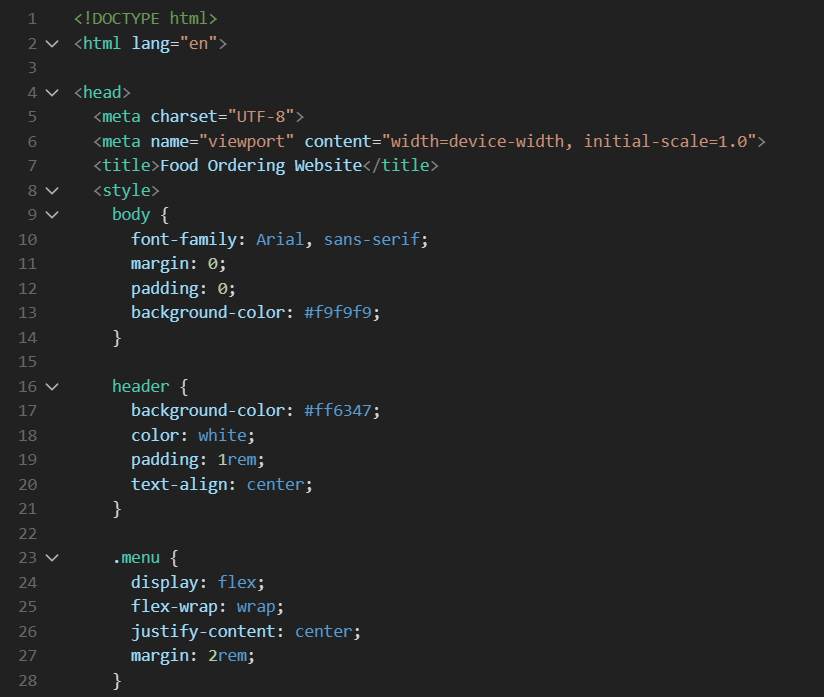 1 <!DOCTYPE html>
2 <html lang="en">
3
4 <head>
5 <meta charset="UTF-8">
6 <meta name="viewport" content="width=device-width, initial-scale=1.0">
7 <title>Food Ordering Website</title>
8 <style>
9 body {
10 font-family: Arial, sans-serif;
11 margin: 0;
12 padding: 0;
13 background-color: #f9f9f9;
14 }
15
16 header {
17 background-color: #ff6347;
18 color: white;
19 padding: 1rem;
20 text-align: center;
21 }
22
23 .menu {
24 display: flex;
25 flex-wrap: wrap;
26 justify-content: center;
27 margin: 2rem;
28 }